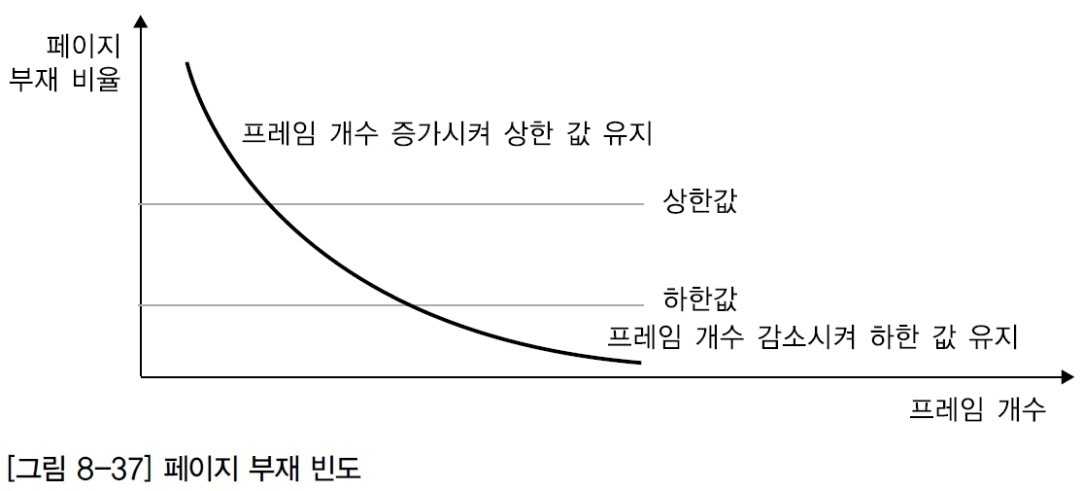 페이지
부재 비율
프레임 개수 증가시켜 상한 값 유지
상한값
하한값
프레임 개수 감소시켜 하한 값 유지
프레임 개수
[그림 8-37] 페이지 부재 빈도